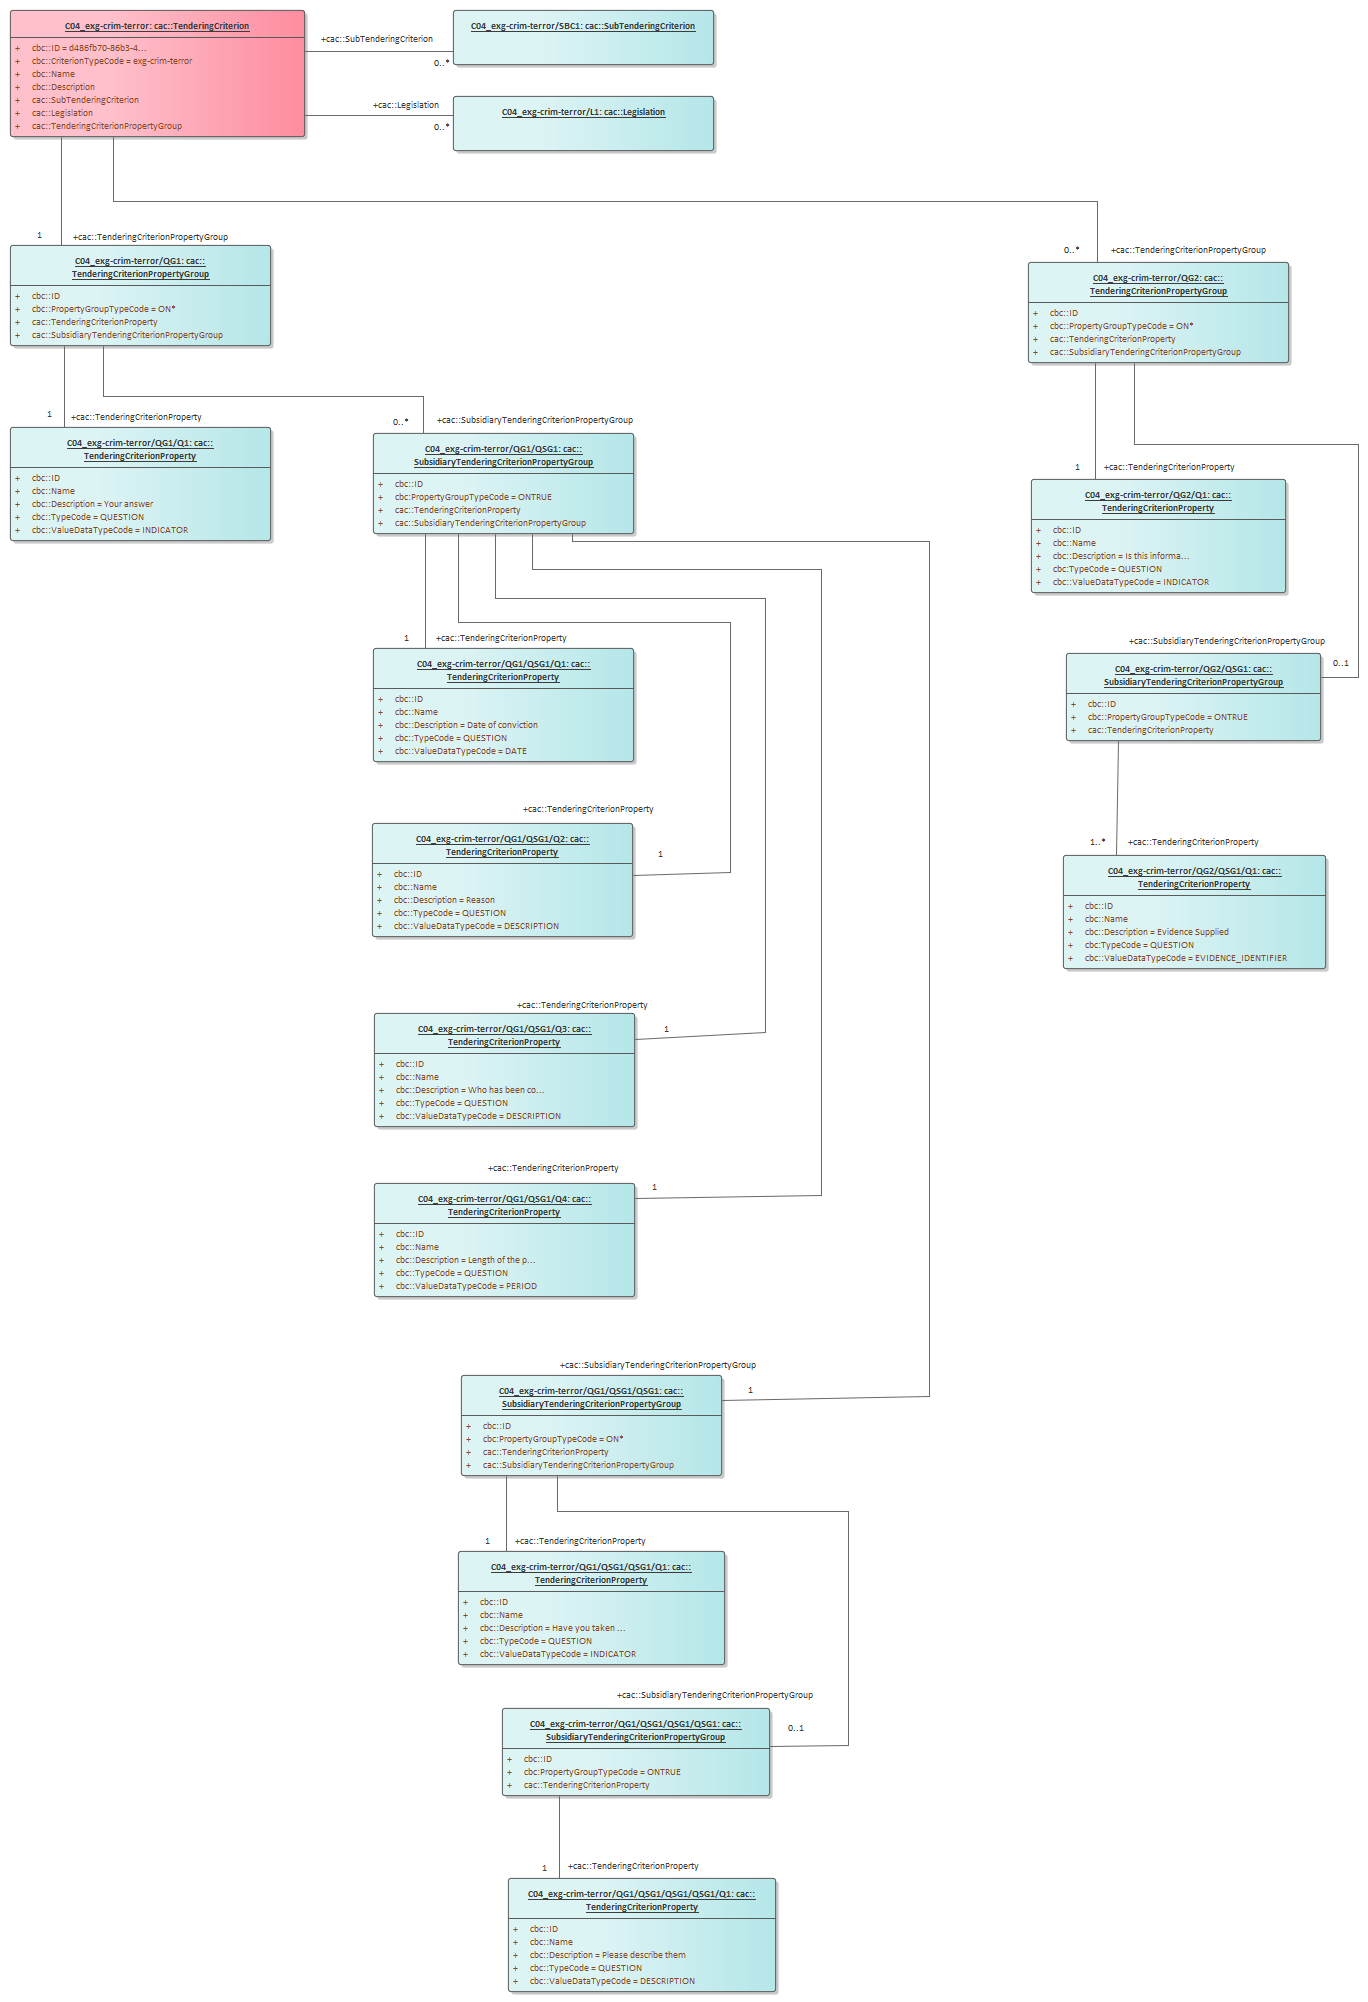 C04_exg-crim-terror: cac::TenderingCriterion
+ cbc::ID = d486fb70-86b3-4...
+ cbc::CriterionTypeCode = exg-crim-terror
+ cbc::Name
+ cbc::Description
+ cac::SubTenderingCriterion
+ cac::Legislation
+ cac::TenderingCriterionPropertyGroup
+cac::SubTenderingCriterion
0..*
C04_exg-crim-terror/SBC1: cac::SubTenderingCriterion
+cac::Legislation
0..*
C04_exg-crim-terror/L1: cac::Legislation
1
+cac::TenderingCriterionPropertyGroup
C04_exg-crim-terror/QG1: cac::
TenderingCriterionPropertyGroup
+ cbc::ID
+ cbc::PropertyGroupTypeCode = ON*
+ cac::TenderingCriterionProperty
+ cac::SubsidiaryTenderingCriterionPropertyGroup
1
+cac::TenderingCriterionProperty
C04_exg-crim-terror/QG1/Q1: cac::
TenderingCriterionProperty
+ cbc::ID
+ cbc::Name
+ cbc::Description = Your answer
+ cbc::TypeCode = QUESTION
+ cbc::ValueDataTypeCode = INDICATOR
0..*
+cac::SubsidiaryTenderingCriterionPropertyGroup
C04_exg-crim-terror/QG1/QSG1: cac::
SubsidiaryTenderingCriterionPropertyGroup
+ cbc::ID
+ cbc:PropertyGroupTypeCode = ONTRUE
+ cac::TenderingCriterionProperty
+ cac::SubsidiaryTenderingCriterionPropertyGroup
1
+cac::TenderingCriterionProperty
C04_exg-crim-terror/QG1/QSG1/Q1: cac::
TenderingCriterionProperty
+ cbc::ID
+ cbc::Name
+ cbc::Description = Date of conviction
+ cbc::TypeCode = QUESTION
+ cbc::ValueDataTypeCode = DATE
+cac::TenderingCriterionProperty
1
C04_exg-crim-terror/QG1/QSG1/Q2: cac::
TenderingCriterionProperty
+ cbc::ID
+ cbc::Name
+ cbc::Description = Reason
+ cbc::TypeCode = QUESTION
+ cbc::ValueDataTypeCode = DESCRIPTION
+cac::TenderingCriterionProperty
1
C04_exg-crim-terror/QG1/QSG1/Q3: cac::
TenderingCriterionProperty
+ cbc::ID
+ cbc::Name
+ cbc::Description = Who has been co...
+ cbc::TypeCode = QUESTION
+ cbc::ValueDataTypeCode = DESCRIPTION
+cac::TenderingCriterionProperty
1
C04_exg-crim-terror/QG1/QSG1/Q4: cac::
TenderingCriterionProperty
+ cbc::ID
+ cbc::Name
+ cbc::Description = Length of the p...
+ cbc::TypeCode = QUESTION
+ cbc::ValueDataTypeCode = PERIOD
+cac::SubsidiaryTenderingCriterionPropertyGroup
1
C04_exg-crim-terror/QG1/QSG1/QSG1: cac::
SubsidiaryTenderingCriterionPropertyGroup
+ cbc::ID
+ cbc:PropertyGroupTypeCode = ON*
+ cac::TenderingCriterionProperty
+ cac::SubsidiaryTenderingCriterionPropertyGroup
1
+cac::TenderingCriterionProperty
C04_exg-crim-terror/QG1/QSG1/QSG1/Q1: cac::
TenderingCriterionProperty
+ cbc::ID
+ cbc::Name
+ cbc::Description = Have you taken ...
+ cbc::TypeCode = QUESTION
+ cbc::ValueDataTypeCode = INDICATOR
+cac::SubsidiaryTenderingCriterionPropertyGroup
0..1
C04_exg-crim-terror/QG1/QSG1/QSG1/QSG1: cac::
SubsidiaryTenderingCriterionPropertyGroup
+ cbc::ID
+ cbc:PropertyGroupTypeCode = ONTRUE
+ cac::TenderingCriterionProperty
1
+cac::TenderingCriterionProperty
C04_exg-crim-terror/QG1/QSG1/QSG1/QSG1/Q1: cac::
TenderingCriterionProperty
+ cbc::ID
+ cbc::Name
+ cbc::Description = Please describe them
+ cbc::TypeCode = QUESTION
+ cbc::ValueDataTypeCode = DESCRIPTION
0..*
+cac::TenderingCriterionPropertyGroup
C04_exg-crim-terror/QG2: cac::
TenderingCriterionPropertyGroup
+ cbc::ID
+ cbc::PropertyGroupTypeCode = ON*
+ cac::TenderingCriterionProperty
+ cac::SubsidiaryTenderingCriterionPropertyGroup
1
+cac::TenderingCriterionProperty
C04_exg-crim-terror/QG2/Q1: cac::
TenderingCriterionProperty
+ cbc::ID
+ cbc::Name
+ cbc::Description = Is this informa...
+ cbc:TypeCode = QUESTION
+ cbc::ValueDataTypeCode = INDICATOR
+cac::SubsidiaryTenderingCriterionPropertyGroup
0..1
C04_exg-crim-terror/QG2/QSG1: cac::
SubsidiaryTenderingCriterionPropertyGroup
+ cbc::ID
+ cbc::PropertyGroupTypeCode = ONTRUE
+ cac::TenderingCriterionProperty
1..*
+cac::TenderingCriterionProperty
C04_exg-crim-terror/QG2/QSG1/Q1: cac::
TenderingCriterionProperty
+ cbc::ID
+ cbc::Name
+ cbc::Description = Evidence Supplied
+ cbc:TypeCode = QUESTION
+ cbc::ValueDataTypeCode = EVIDENCE_IDENTIFIER